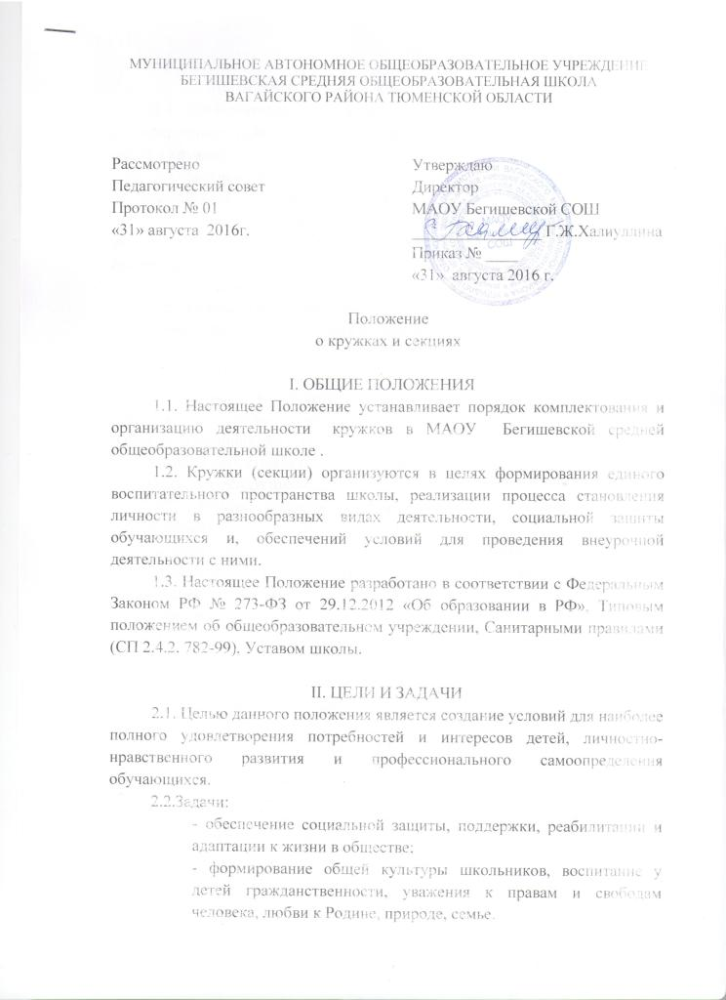 МУНИЦИПАЛЬНОЕ АВТОНОМНОЕ ОБЩЕОБРАЗОВАТЕЛЬНОЕ УЧРЕЖДЕНИЕ
БЕГИШЕВСКАЯ СРЕДНЯЯ ОБЩЕОБРАЗОВАТЕЛЬНАЯ ШКОЛА
ВАГАЙСКОГО РАЙОНА ТЮМЕНСКОЙ ОБЛАСТИ
Рассмотрено
Педагогический совет
Протокол № 01
«31» августа 2016г.
Утверждаю
Директор
МАОУ Бегишевской СОШ
Г.Ж.Халиуллина
Приказ № ____
«31» августа 2016 г.
МАОУ
СОШ
Положение
о кружках и секциях
I. ОБЩИЕ ПОЛОЖЕНИЯ
1.1. Настоящее Положение устанавливает порядок комплектования и
организацию деятельности кружков в МАОУ Бегишевской средней
общеобразовательной школе .
1.2. Кружки (секции) организуются в целях формирования единого
воспитательного пространства школы, реализации процесса становления
личности в разнообразных видах деятельности, социальной защиты
обучающихся и, обеспечений условий для проведения внеурочной
деятельности с ними.
1.3. Настоящее Положение разработано в соответствии с Федеральным
Законом РФ № 273-ФЗ от 29.12.2012 «Об образовании в РФ», Типовым
положением об общеобразовательном учреждении, Санитарными правилами
(СП 2.4.2. 782-99). Уставом школы.
II. ЦЕЛИ И ЗАДАЧИ
2.1. Целью данного положения является создание условий для наиболее
полного удовлетворения потребностей и интересов детей, личностно-
нравственного развития и профессионального самоопределения
обучающихся.
2.2.Задачи:
- обеспечение социальной защиты, поддержки, реабилитации и
адаптации к жизни в обществе;
- формирование общей культуры школьников, воспитание у
детей гражданственности, уважения к правам и свободам
человека, любви к Родине, природе, семье.